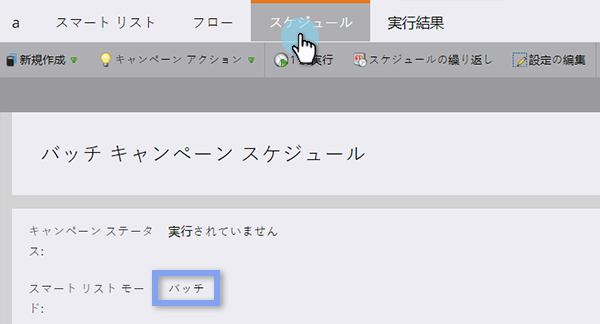 a スマート リスト フロー スケジュール 実行結果
新規作成 キャンペーン アクション 実行 スケジュールの繰り返し 設定の編集
バッチ キャンペーン スケジュール
キャンペーン ステータ 実行されていません
ス:
スマート リスト モー バッチ
ド: